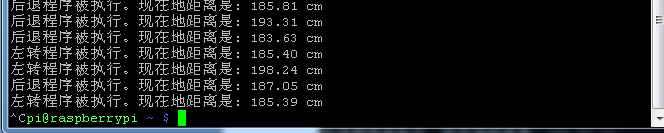 后退程序被执行。现在地距离是: 185.81 cm
后退程序被执行。现在地距离是: 193.31 cm
后退程序被执行。现在地距离是: 183.63 cm
左转程序被执行。现在地距离是: 185.40 cm
左转程序被执行。现在地距离是: 198.24 cm
后退程序被执行。现在地距离是: 187.05 cm
左转程序被执行。现在地距离是: 185.39 cm
^Cpi@raspberrypi ~ $